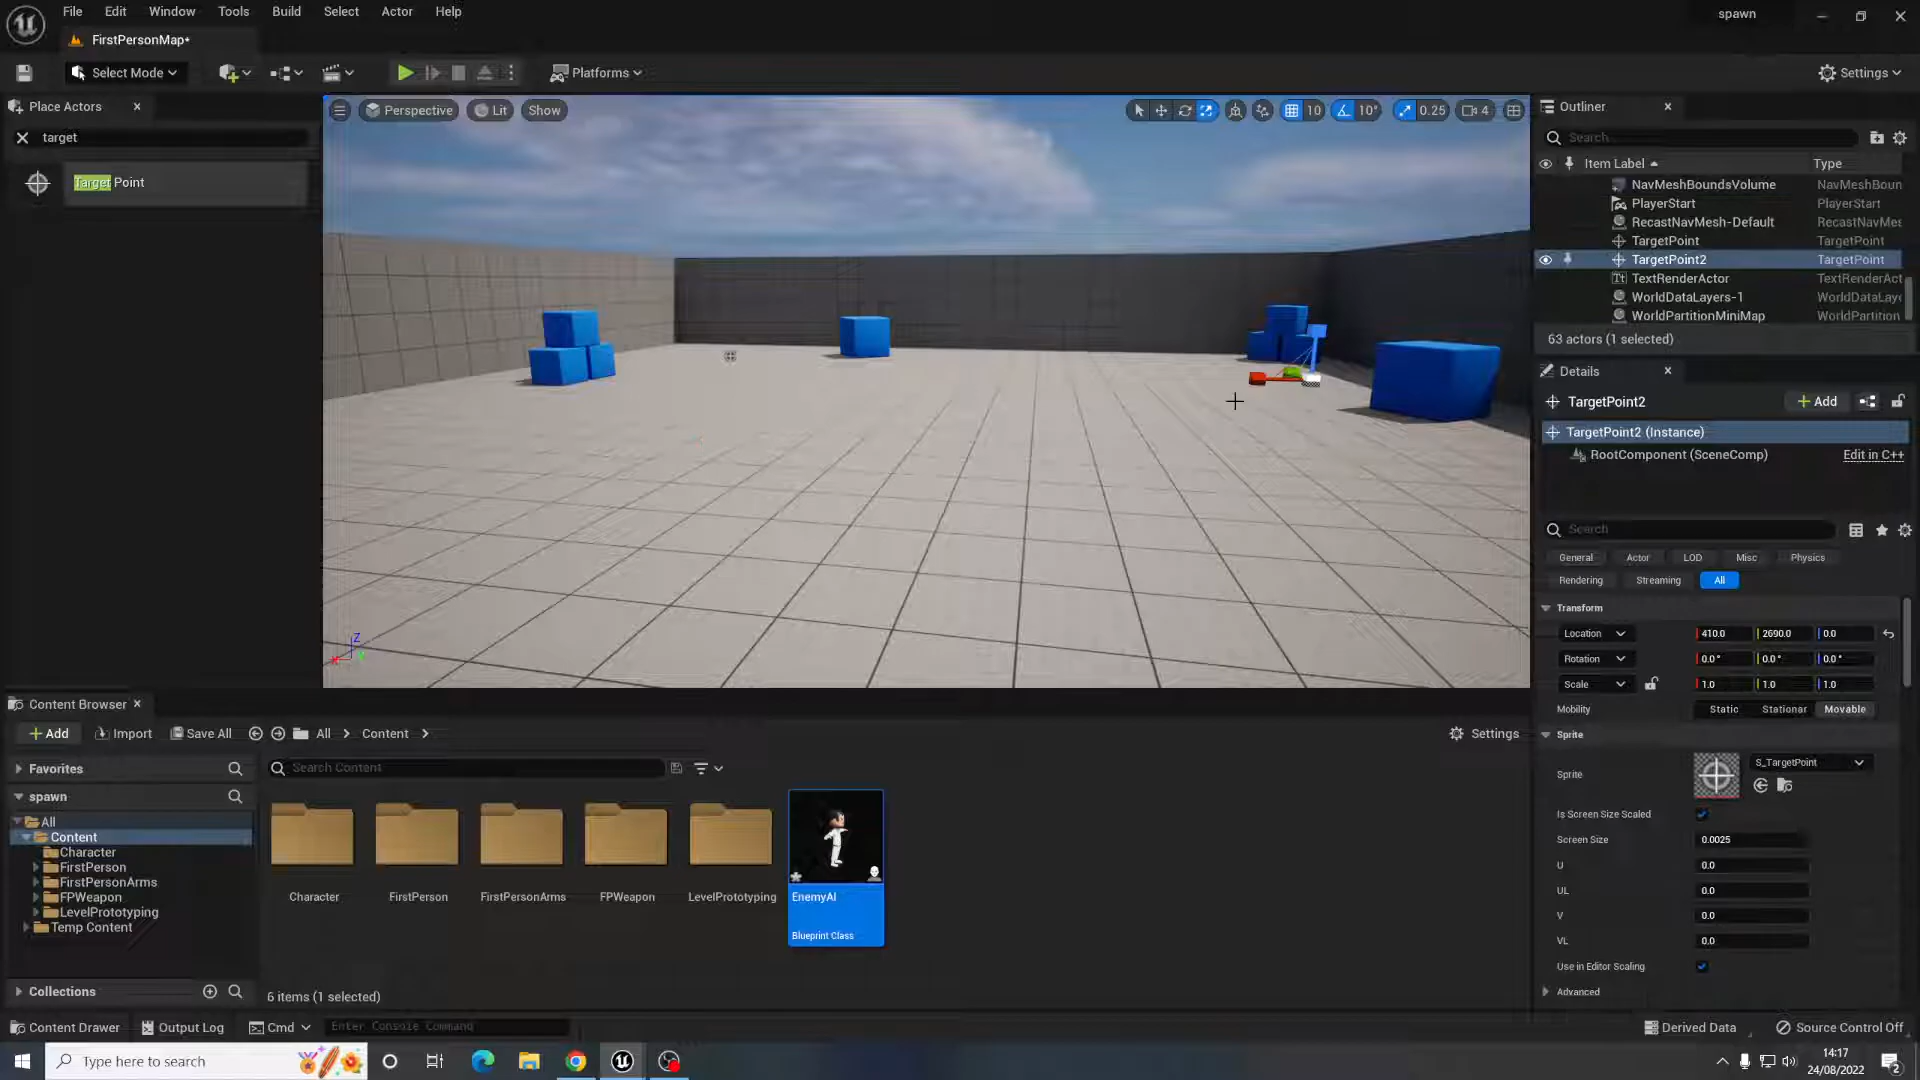 File Edit Window Tools Build Select Actor Help
spawn
FirstPersonMap*
Select Mode
Platforms
Settings
Place Actors
target
Target Point
Perspective
Lit
Show
10
10°
0.25
4
Outliner
Search
Item Label
Type
NavMeshBoundsVolume NavMeshBoun
PlayerStart PlayerStart
RecastNavMesh-Default RecastNavMes
TargetPoint TargetPoint
TargetPoint2 TargetPoint
TextRenderActor TextRenderAct
WorldDataLayers-1 WorldDataLaye
WorldPartitionMiniMap WorldPartition
63 actors (1 selected)
Details
TargetPoint2
Add
TargetPoint2 (Instance)
RootComponent (SceneComp) Edit in C++
Search
General Actor LOD Misc Physics
Rendering Streaming All
Transform
Location 410.0 2690.0 0.0
Rotation 0.0° 0.0° 0.0°
Scale 1.0 1.0 1.0
Mobility Static Stationar Movable
Sprite
Sprite
S_TargetPoint
Is Screen Size Scaled
Screen Size 0.0025
U 0.0
UL 0.0
V 0.0
VL 0.0
Use in Editor Scaling
Advanced
Z
X
Y
Content Browser
Add Import Save All All Content Settings
Favorites
Search Content
spawn
All
Content
Character
FirstPerson
FirstPersonArms
FPWeapon
LevelPrototyping
Temp Content
Character FirstPerson FirstPersonArms FPWeapon LevelPrototyping EnemyAI
Blueprint Class
Collections
6 items (1 selected)
Content Drawer Output Log Cmd Enter Console Command
Derived Data Source Control Off
Type here to search
14:17
24/08/2022
2